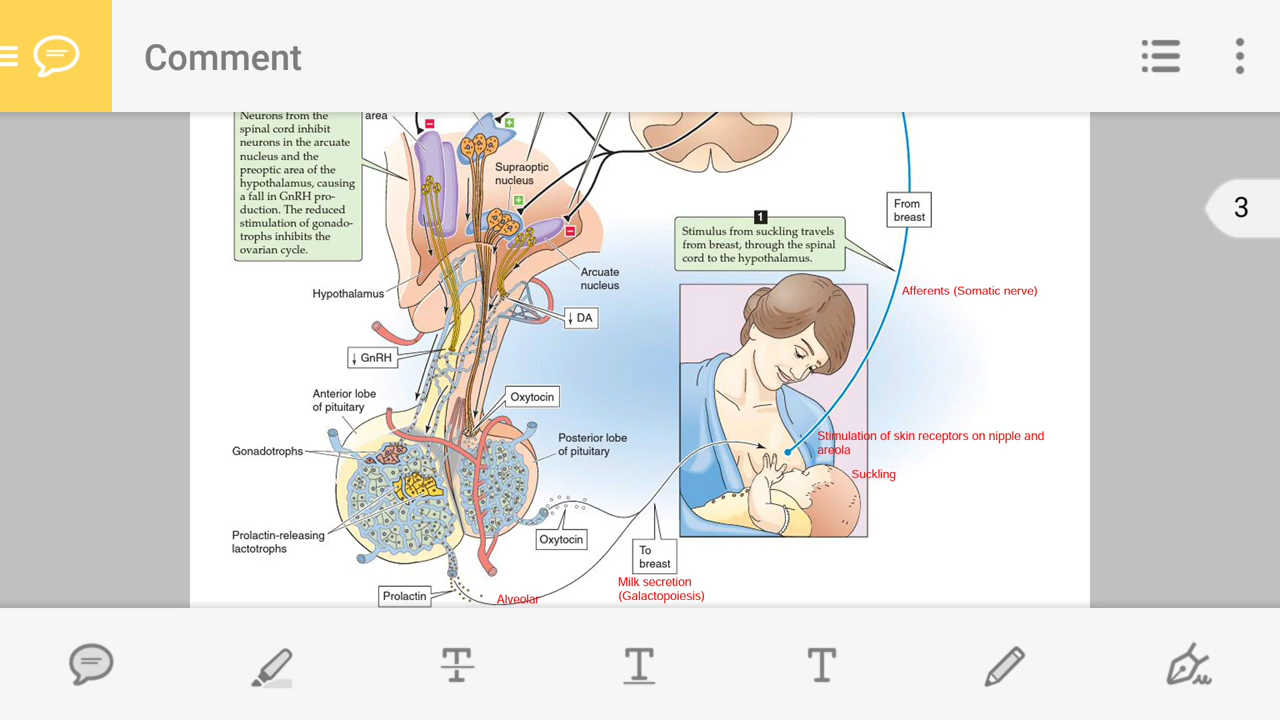 Comment
3
Neurons from the
spinal cord inhibit
neurons in the arcuate
nucleus and the
preoptic area of the
hypothalamus, causing
a fall in GnRH pro-
duction. The reduced
stimulation of gonado-
trophs inhibits the
ovarian cycle.
area
Supraoptic
nucleus
From
breast
1
Stimulus from suckling travels
from breast, through the spinal
cord to the hypothalamus.
Arcuate
nucleus
Hypothalamus
Afferents (Somatic nerve)
↓ DA
↓ GnRH
Anterior lobe
of pituitary
Oxytocin
Posterior lobe
of pituitary
Gonadotrophs
Stimulation of skin receptors on nipple and
areola
Suckling
Prolactin-releasing
lactotrophs
Oxytocin
To
breast
Milk secretion
(Galactopoiesis)
Prolactin
Alveolar
T
T
T